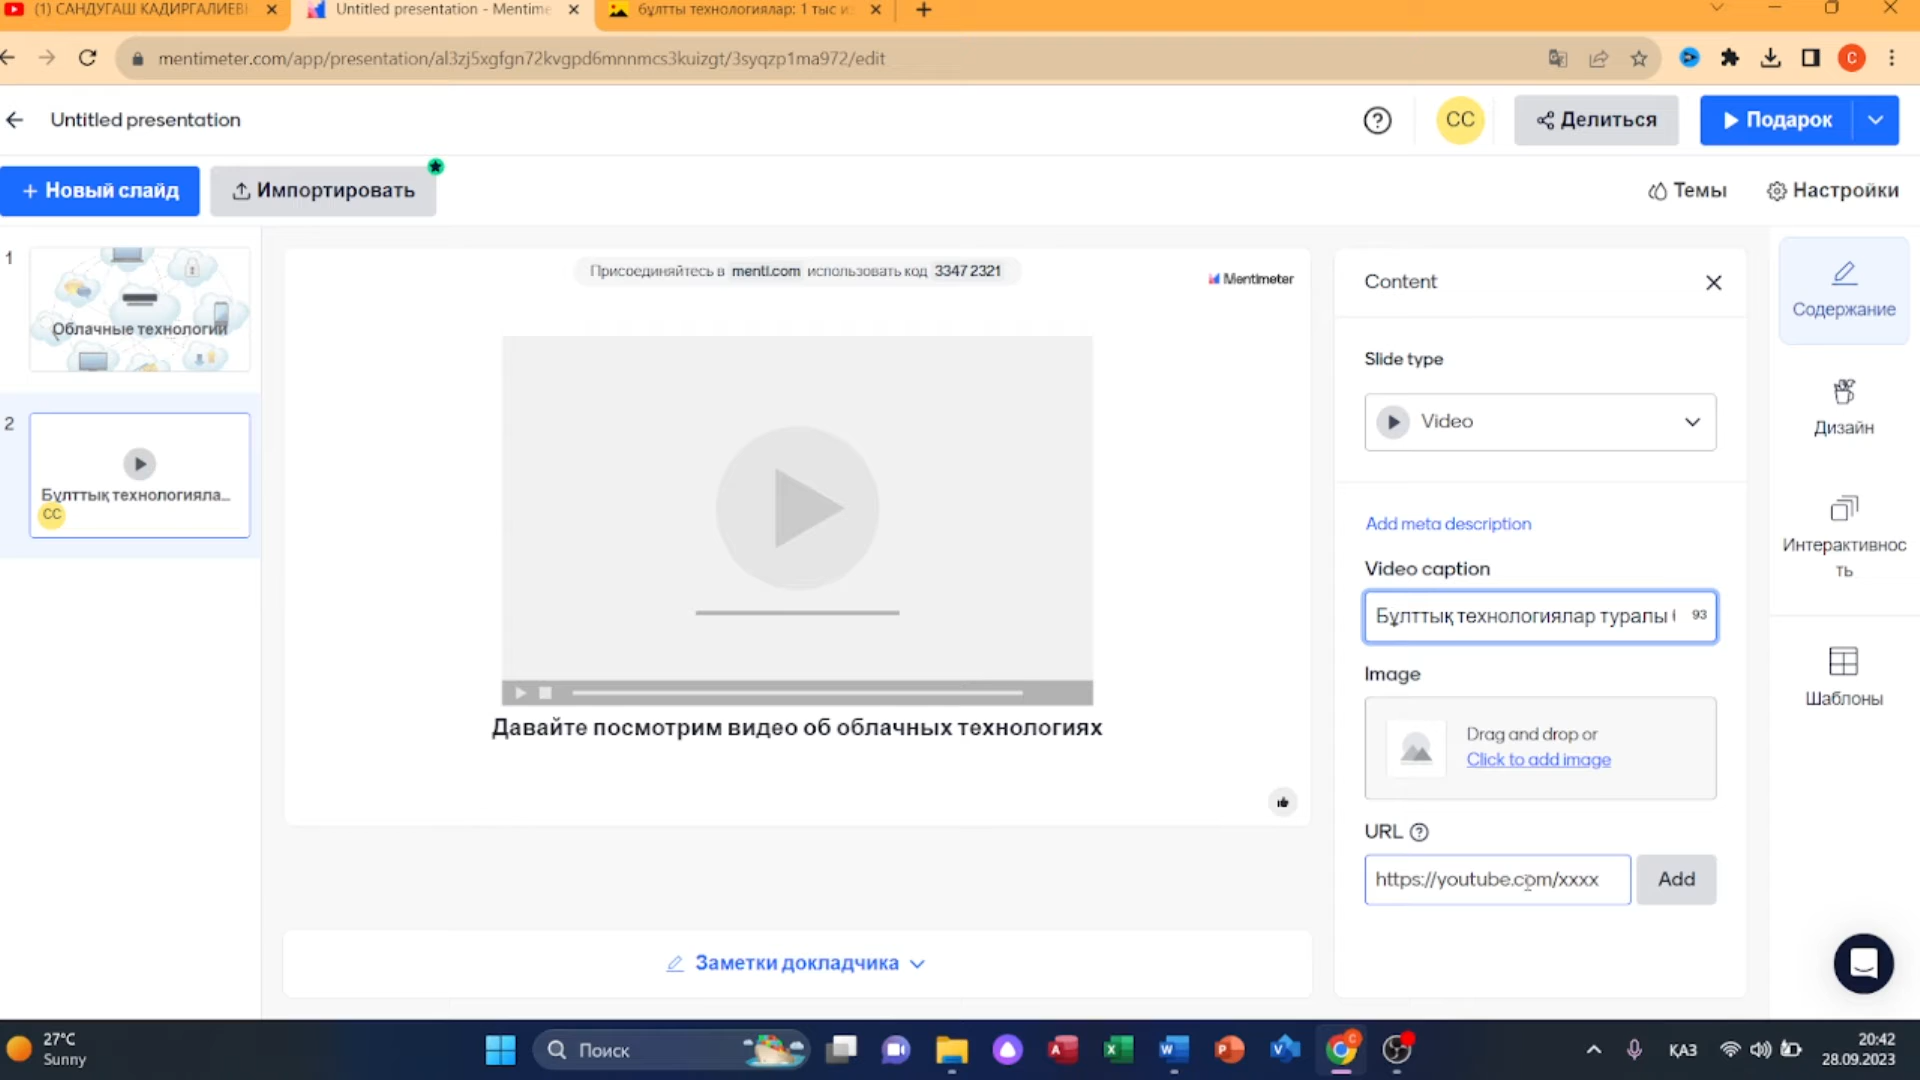 (1) САНДУГАШ КАДИРГАЛИЕВ
Untitled presentation - Mentime
бұлтты технологиялар: 1 тыс и
mentimeter.com/app/presentation/al3zj5xgfgn72kvgpd6mnnmcs3kuizgt/3syqzp1ma972/edit
C
Untitled presentation
CC
Делиться
Подарок
+ Новый слайд
Импортировать
Темы
Настройки
1
Облачные технологии
2
Бұлттық технологияла...
CC
Присоединяйтесь в menti.com использовать код 3347 2321
Mentimeter
Давайте посмотрим видео об облачных технологиях
Заметки докладчика
Content
Slide type
Video
Add meta description
Video caption
Бұлттық технологиялар туралы
93
Image
Drag and drop or
Click to add image
URL
https://youtube.com/xxxx
Add
Содержание
Дизайн
Интерактивнос
ть
Шаблоны
27°C
Sunny
Поиск
ҚАЗ
20:42
28.09.2023